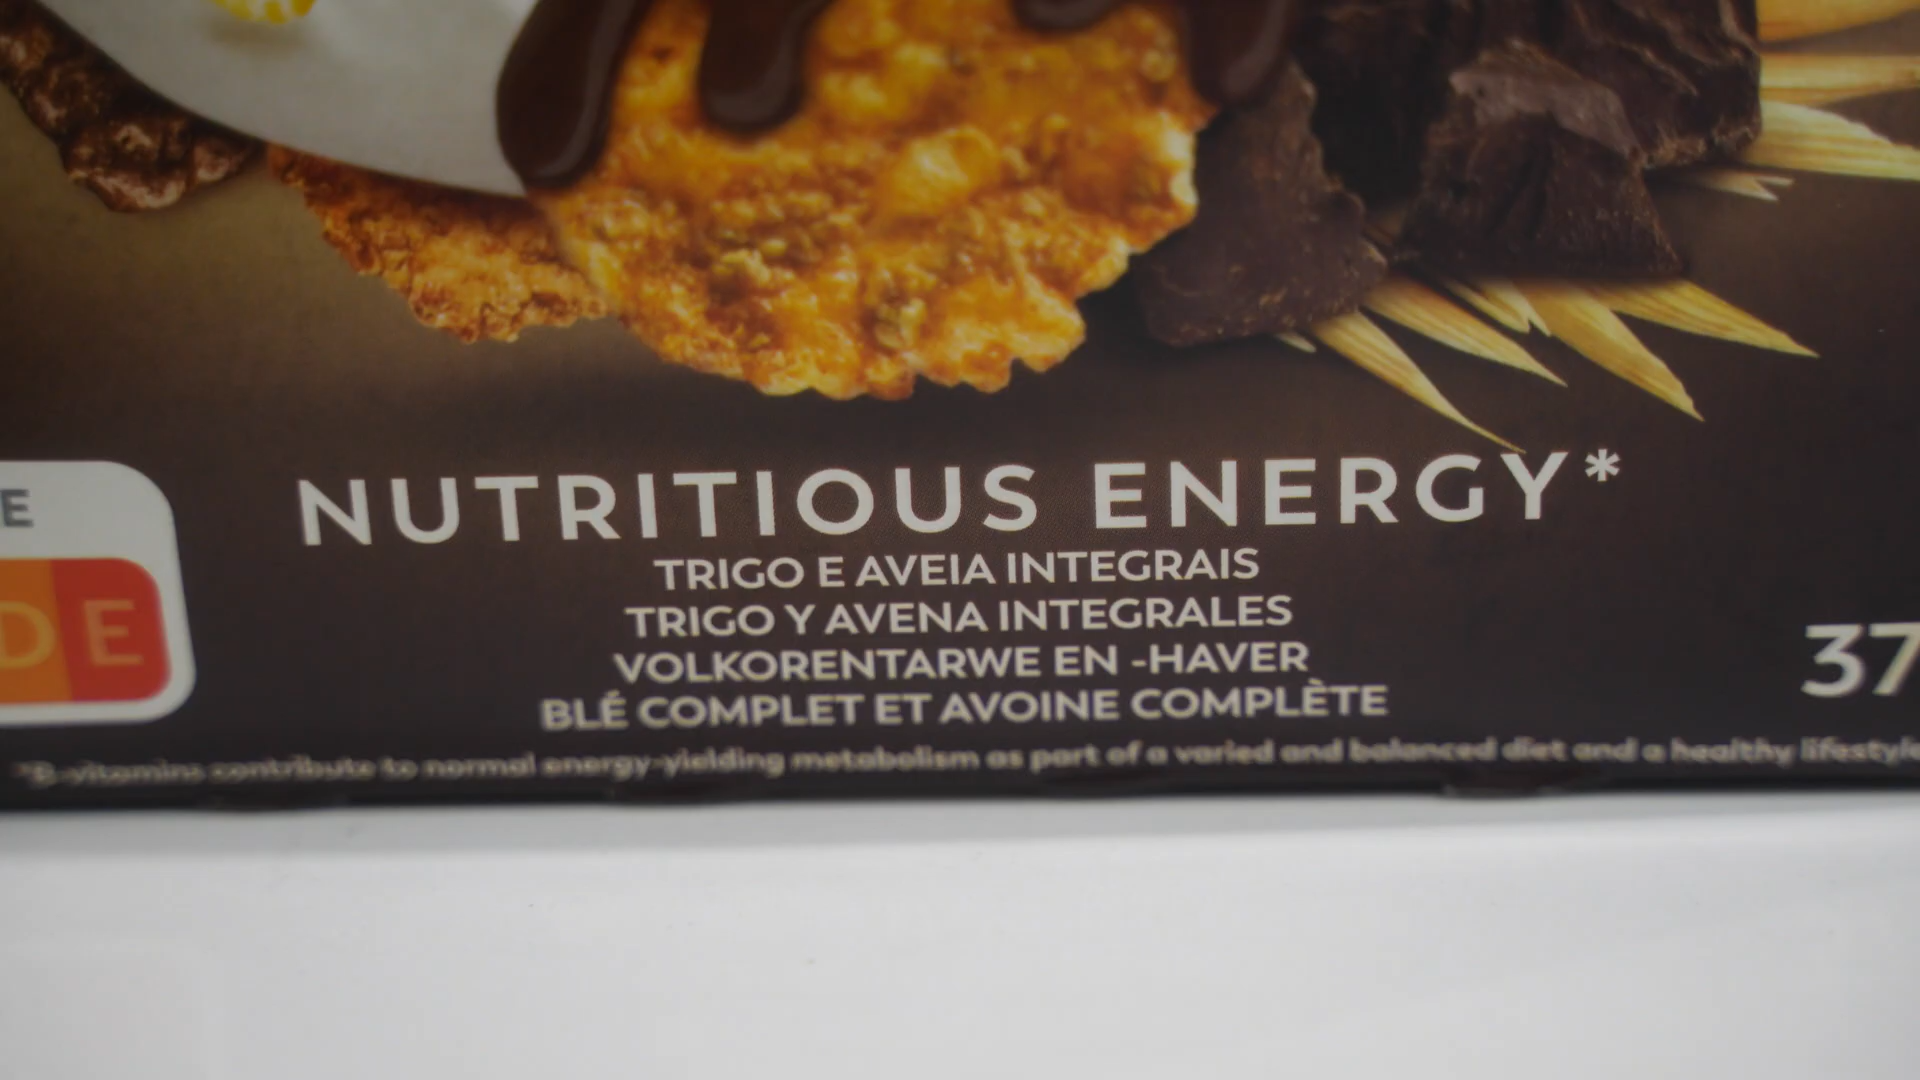 NUTRITIOUS ENERGY*
E
D E
TRIGO E AVEIA INTEGRAIS
TRIGO Y AVENA INTEGRALES
VOLKORENTARWE EN -HAVER
37
BLÉ COMPLET ET AVOINE COMPLÈTE
*B-vitamins contribute to normal energy-yielding metabolism as part of a varied and balanced diet and a healthy lifestyle